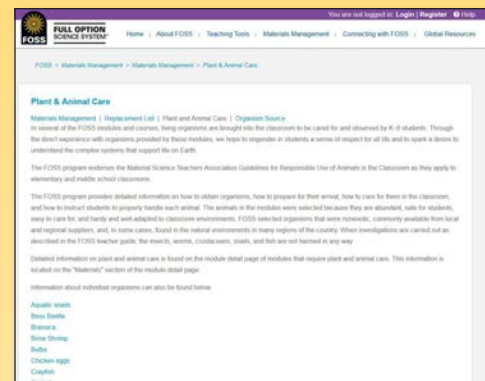 You are not logged in: Login | Register Help
FOSS
FULL OPTION
SCIENCE SYSTEM™
Home About FOSS Teaching Tools Materials Management Connecting with FOSS Global Resources
FOSS > Materials Management > Materials Management > Plant & Animal Care
Plant & Animal Care
Materials Management | Replacement List | Plant and Animal Care | Organism Source
In several of the FOSS modules and courses, living organisms are brought into the classroom to be cared for and observed by K–8 students. Through
the direct experience with organisms provided by these modules, we hope to engender in students a sense of respect for all life and to spark a desire to
understand the complex systems that support life on Earth.
The FOSS program endorses the National Science Teachers Association Guidelines for Responsible Use of Animals in the Classroom as they apply to
elementary and middle school classrooms.
The FOSS program provides detailed information on how to obtain organisms, how to prepare for their arrival, how to care for them in the classroom,
and how to instruct students to properly handle each animal. The animals in the modules were selected because they are abundant, safe for students,
easy to care for, and hardy and well-adapted to classroom environments. FOSS selected organisms that were nonexotic, commonly available from local
and regional suppliers, and, in some cases, found in the natural environments in many regions of the country. When investigations are carried out as
described in the FOSS teacher guide, the insects, worms, crustaceans, snails, and fish are not harmed in any way.
Detailed information on plant and animal care is found on the module detail page of modules that require plant and animal care. This information is
located on the "Materials" section of the module detail page.
Information about individual organisms can also be found below.
Aquatic snails
Bess Beetle
Brassica
Brine Shrimp
Bulbs
Chicken eggs
Crayfish